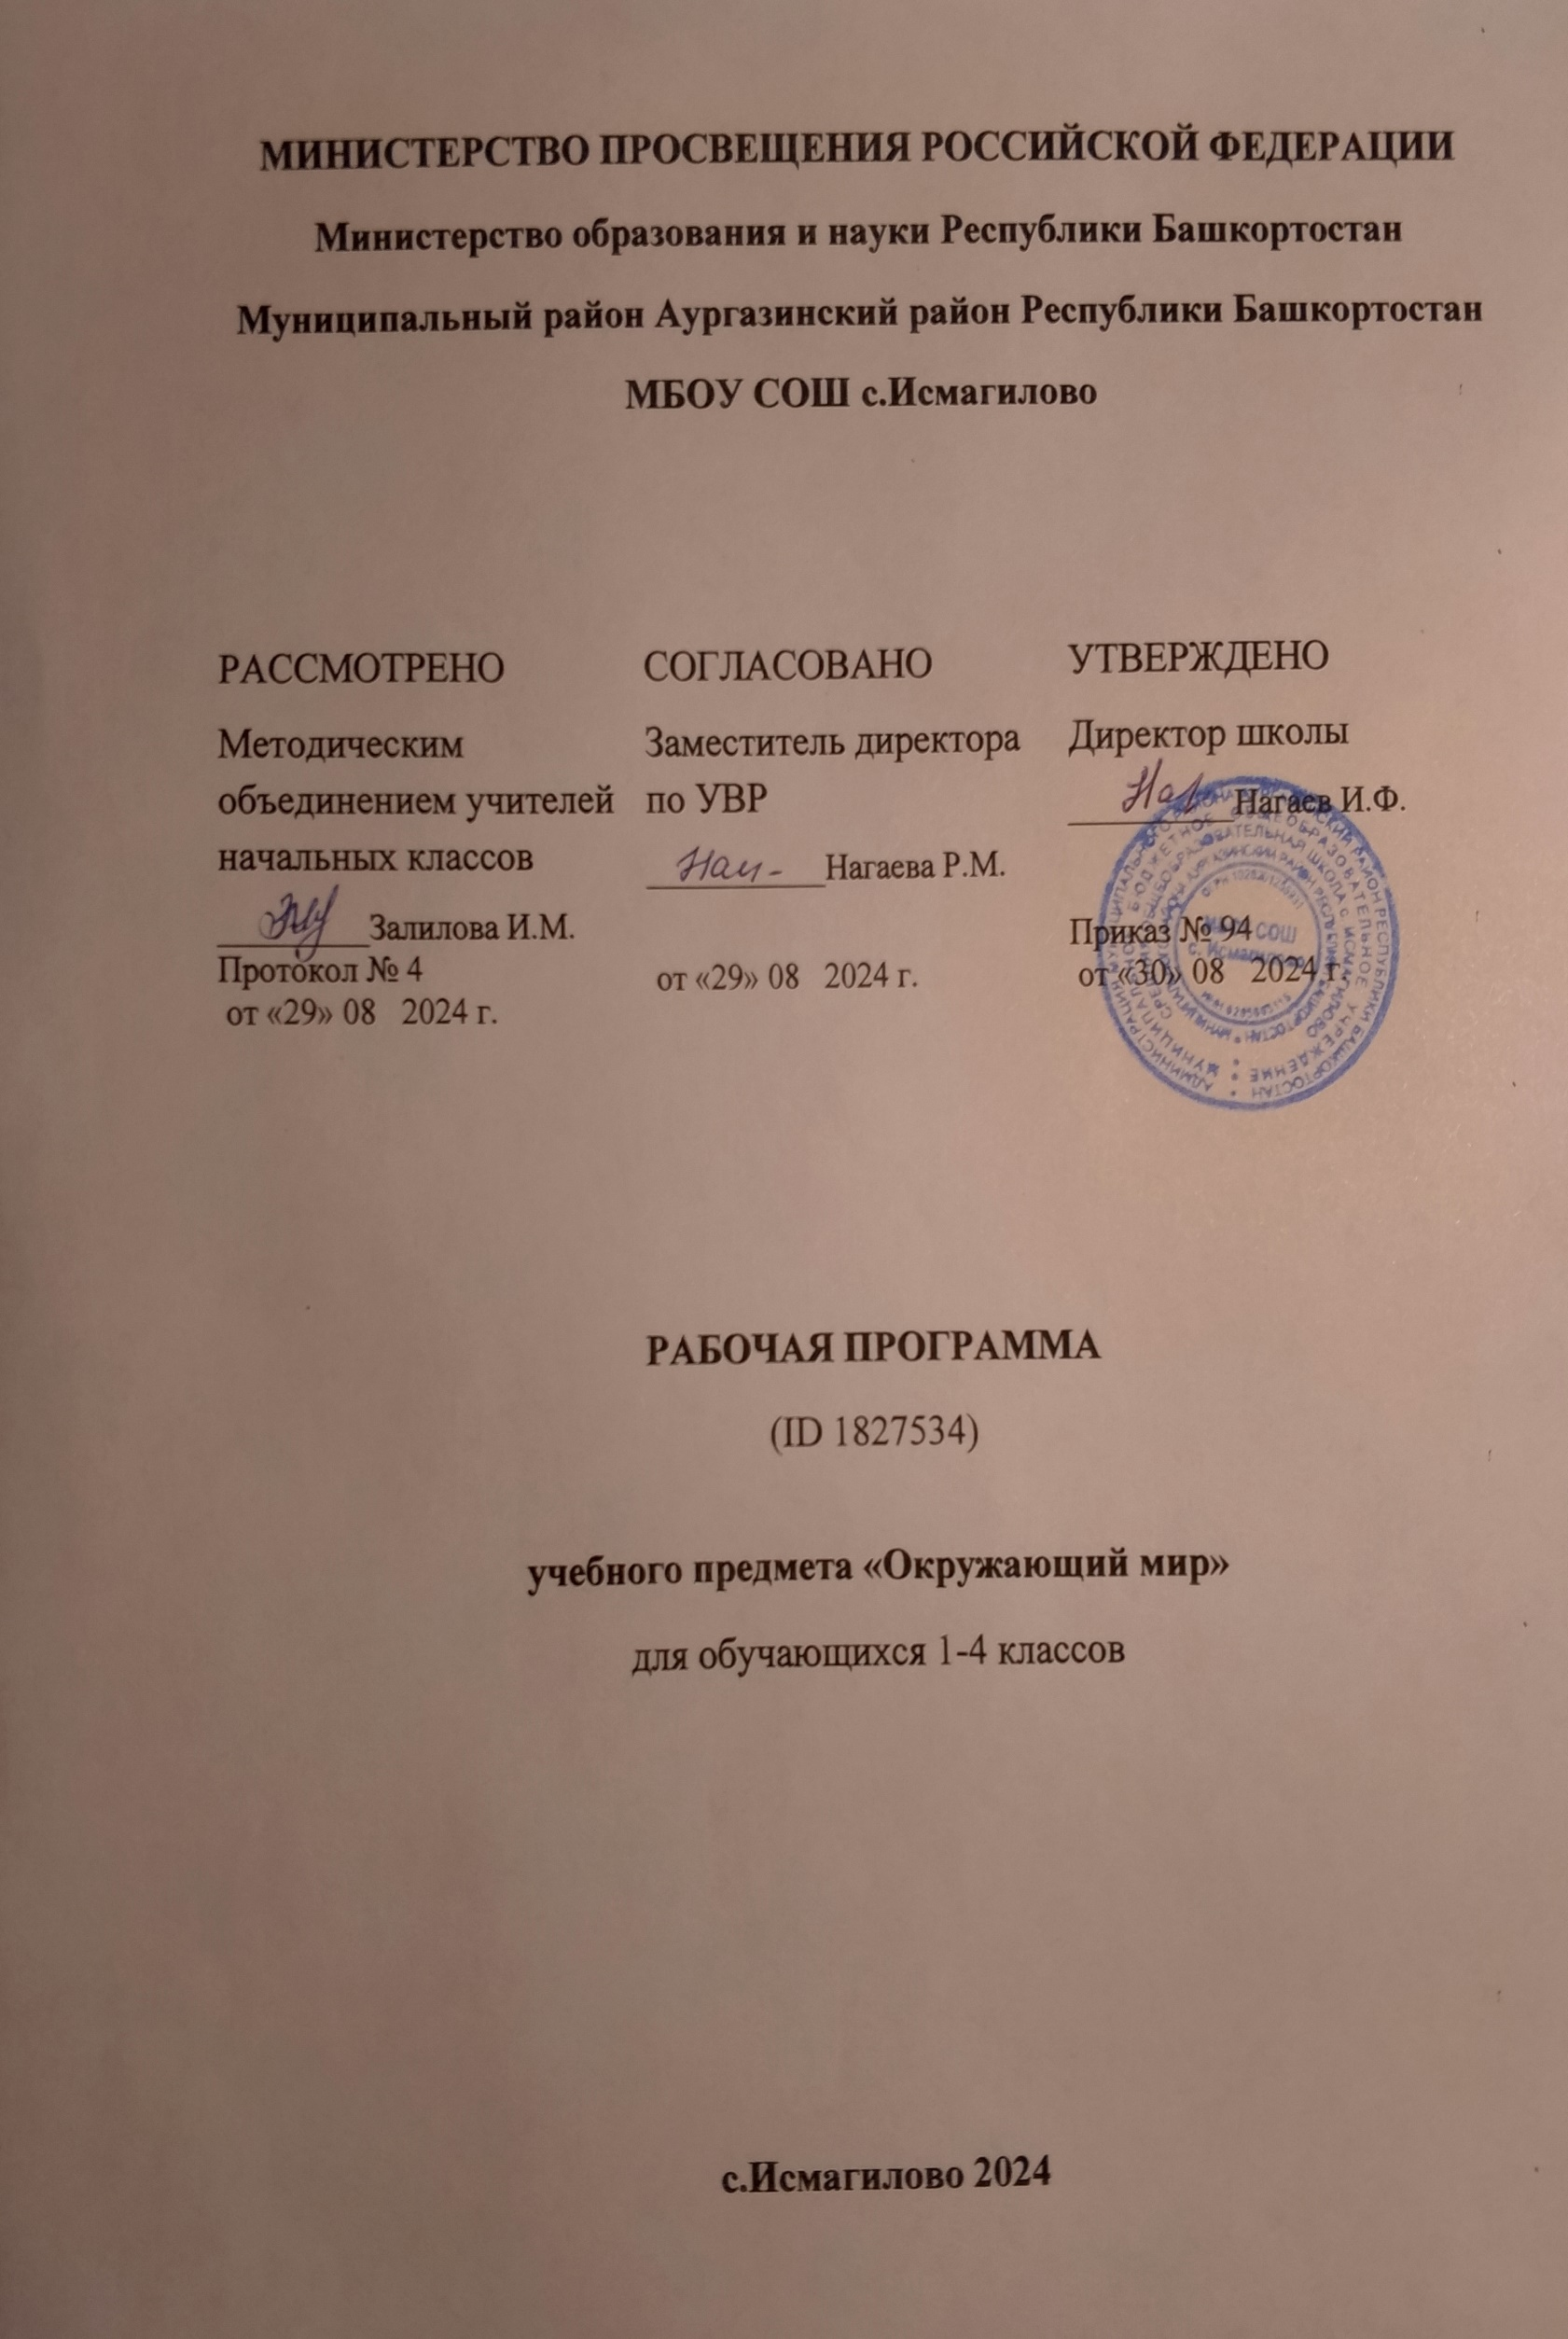 МИНИСТЕРСТВО ПРОСВЕЩЕНИЯ РОССИЙСКОЙ ФЕДЕРАЦИИ
Министерство образования и науки Республики Башкортостан
Муниципальный район Аургазинский район Республики Башкортостан
МБОУ СОШ с.Исмагилово
РАССМОТРЕНО
Методическим
объединением учителей
начальных классов
Залилова И.М.
Протокол № 4
от «29» 08 2024 г.
СОГЛАСОВАНО
Заместитель директора
по УВР
Нагаева Р.М.
от «29» 08 2024 г.
УТВЕРЖДЕНО
Директор школы
Нагаев И.Ф.
Приказ № 94
от «30» 08 2024 г.
СОШ
с. Исмагилово
РАБОЧАЯ ПРОГРАММА
(ID 1827534)
учебного предмета «Окружающий мир»
для обучающихся 1-4 классов
с.Исмагилово 2024